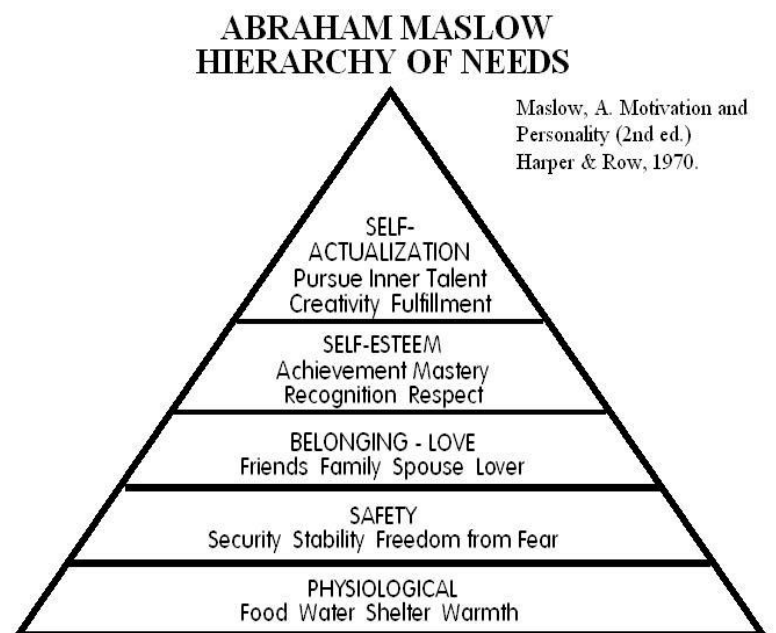 ABRAHAM MASLOW
HIERARCHY OF NEEDS
Maslow, A. Motivation and
Personality (2nd ed.)
Harper & Row, 1970.
SELF-
ACTUALIZATION
Pursue Inner Talent
Creativity Fulfillment
SELF-ESTEEM
Achievement Mastery
Recognition Respect
BELONGING - LOVE
Friends Family Spouse Lover
SAFETY
Security Stability Freedom from Fear
PHYSIOLOGICAL
Food Water Shelter Warmth